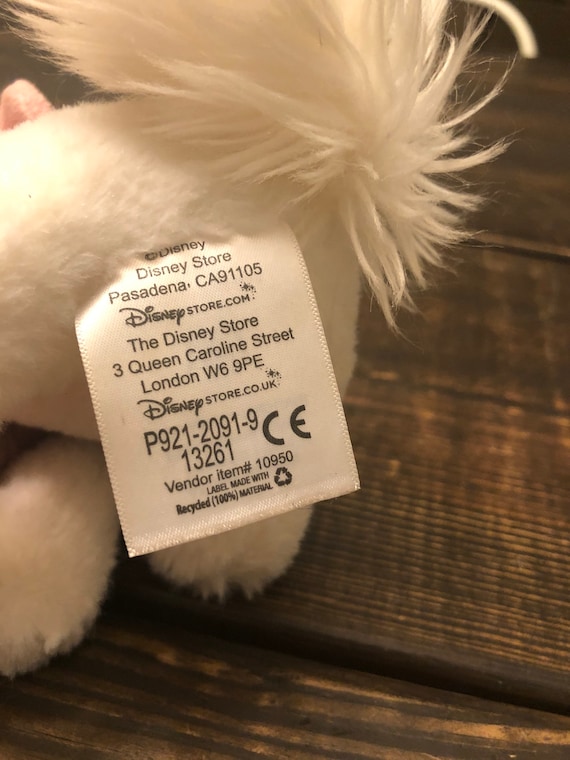 ©Disney
Disney Store
Pasadena, CA91105
DISNEYSTORE.COM
The Disney Store
3 Queen Caroline Street
London W6 9PE
DISNEYSTORE.CO.UK
P921-2091-9 CE
13261
Vendor item# 10950
LABEL MADE WITH
Recycled (100%) MATERIAL